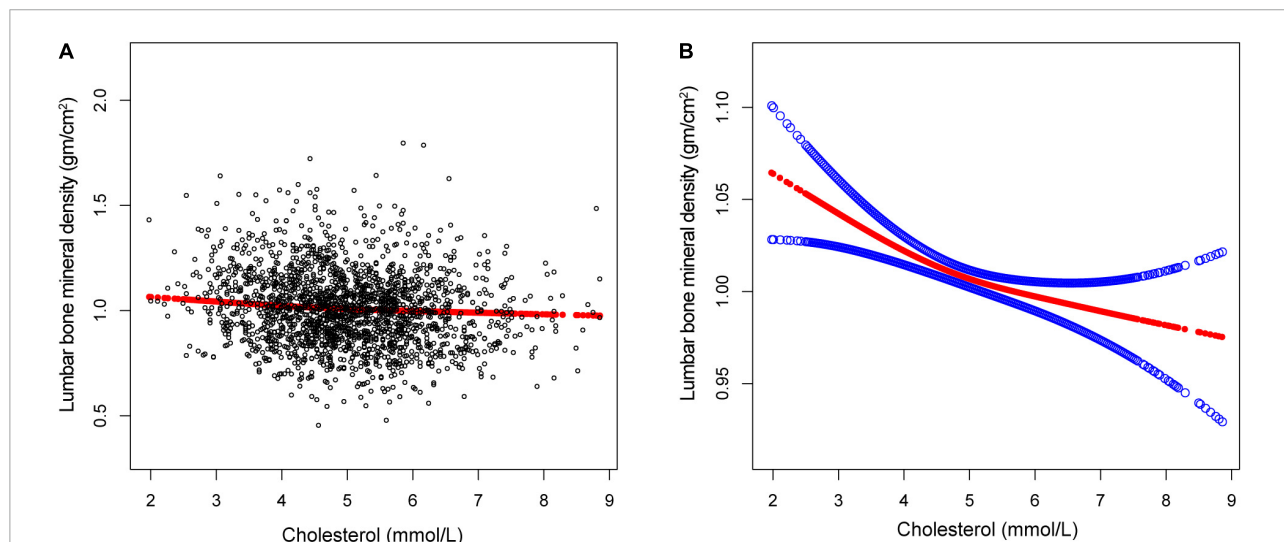 A
Lumbar bone mineral density (gm/cm²)
2.0
1.5
1.0
0.5
2 3 4 5 6 7 8 9
Cholesterol (mmol/L)
B
Lumbar bone mineral density (gm/cm²)
1.10
1.05
1.00
0.95
2 3 4 5 6 7 8 9
Cholesterol (mmol/L)